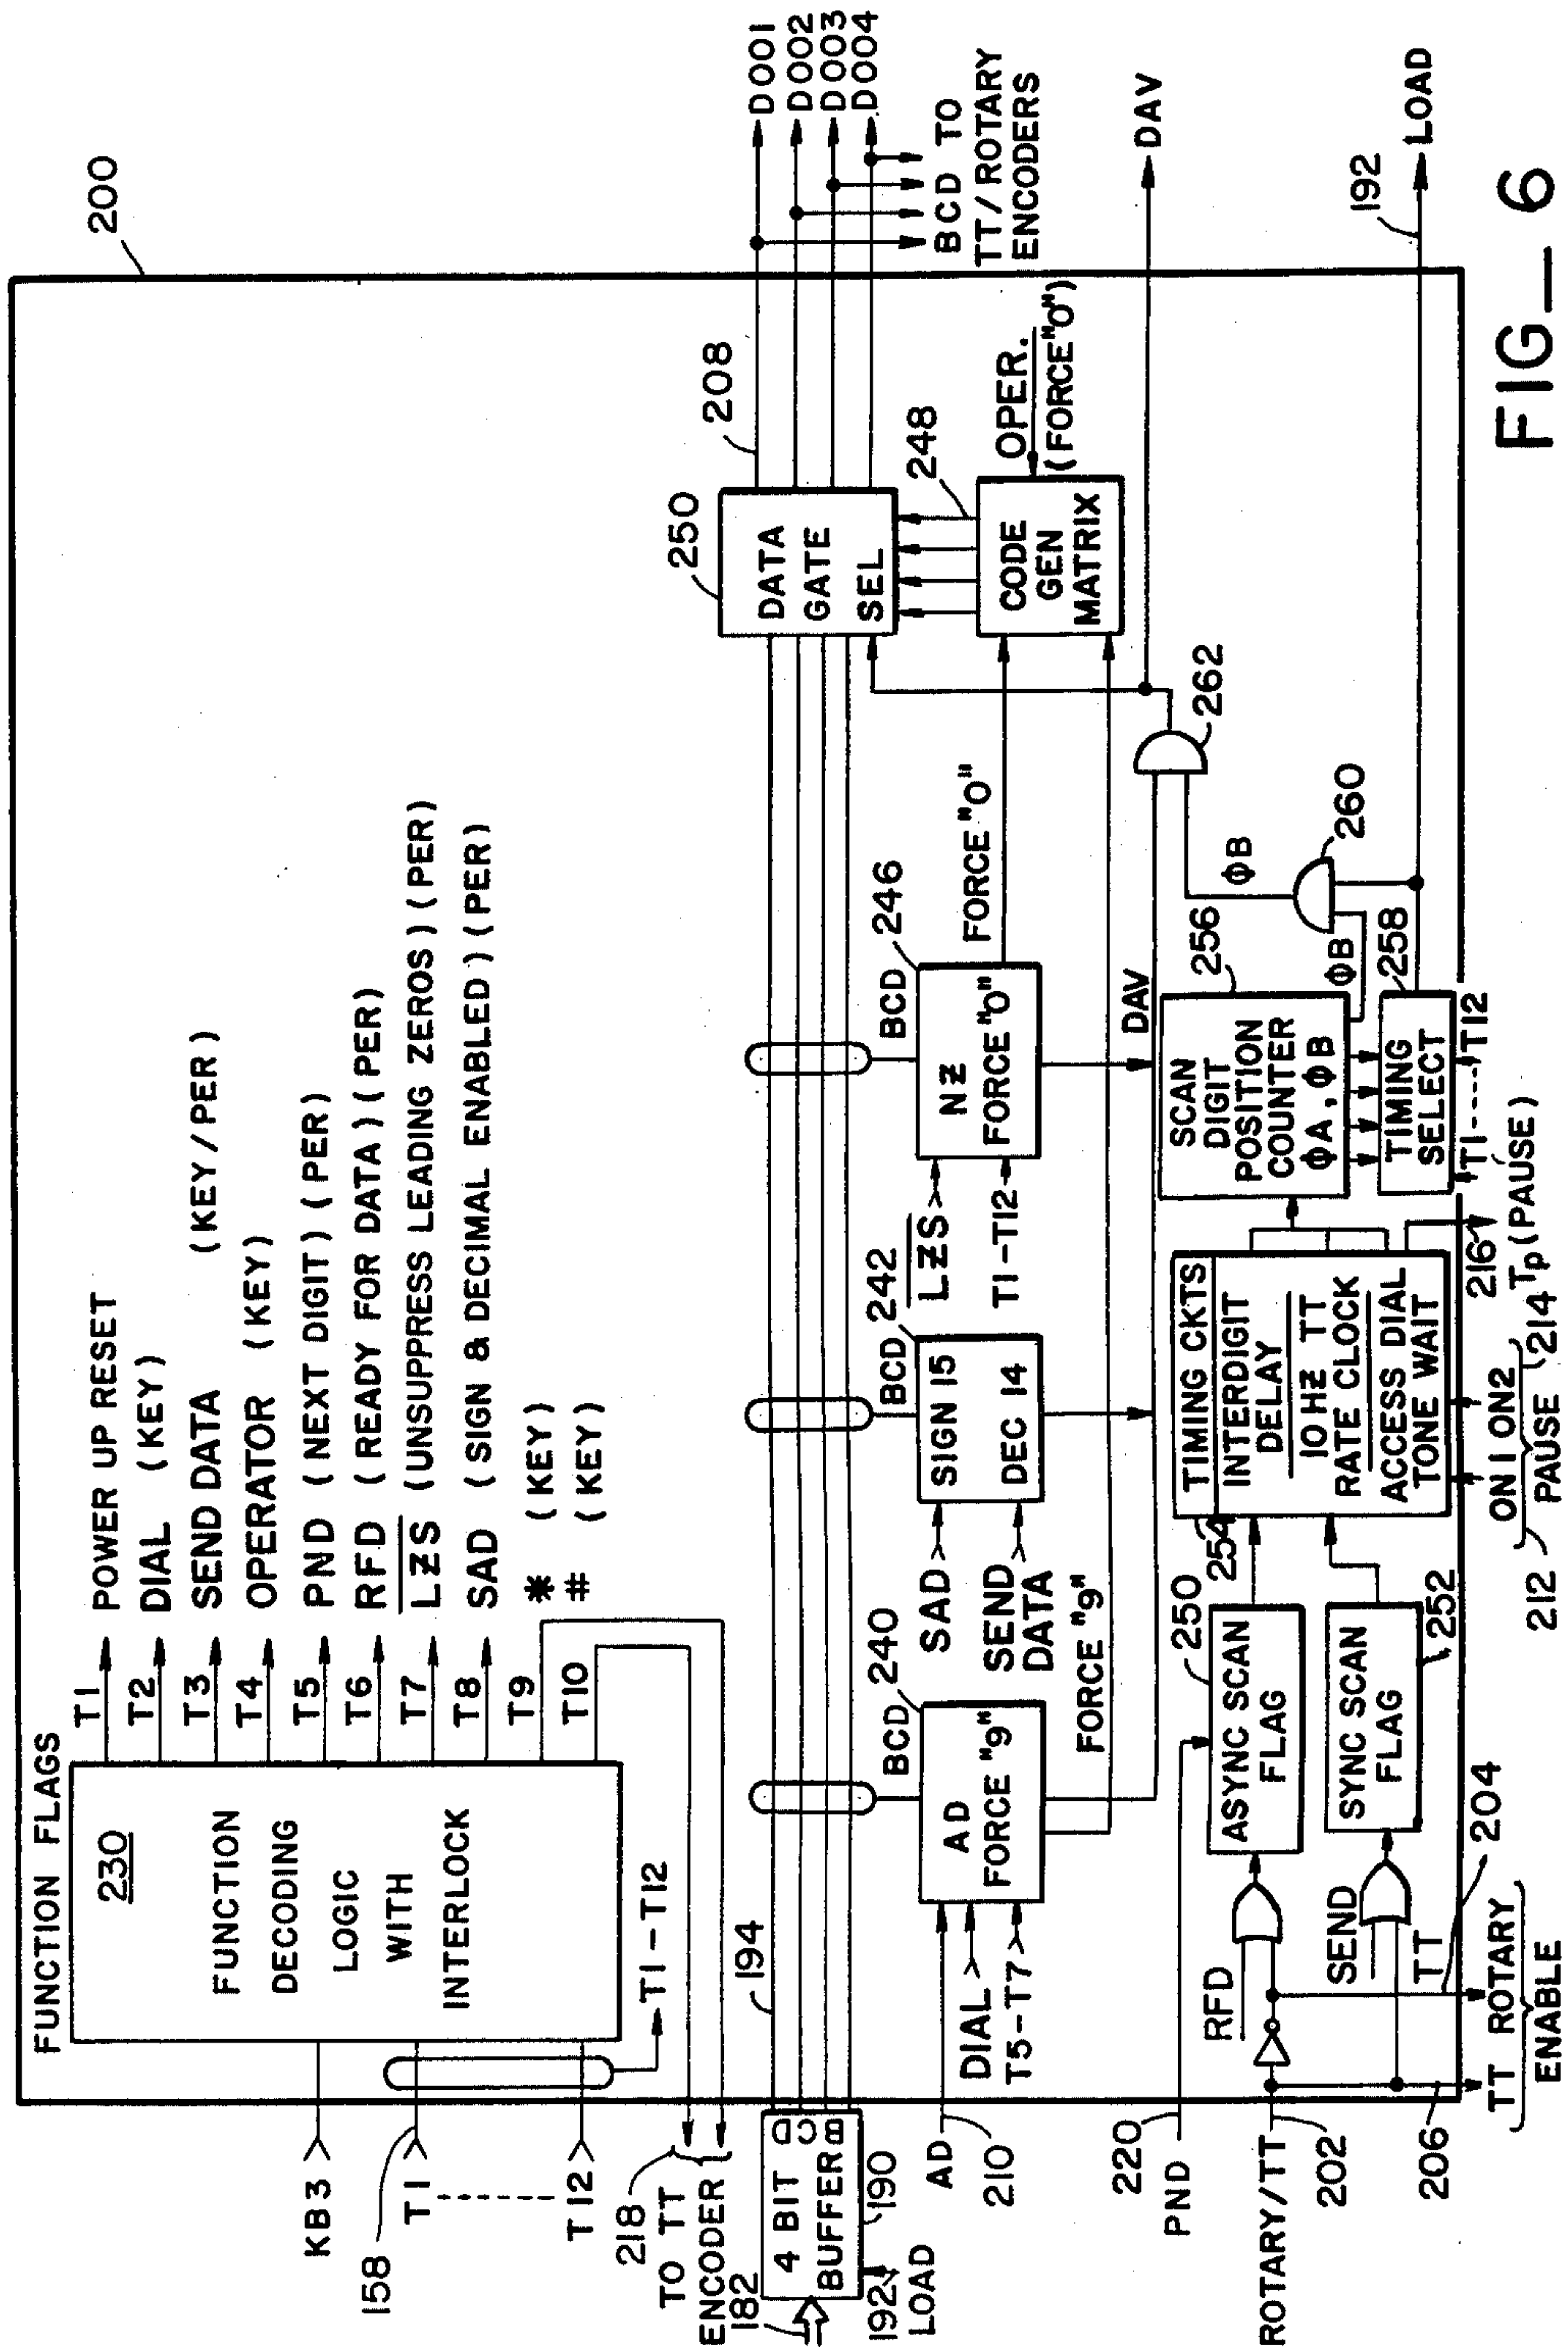 FUNCTION FLAGS
230
FUNCTION
DECODING
LOGIC
WITH
INTERLOCK
KB3
158
T1
T12
T1-T12
T1 POWER UP RESET
T2 DIAL (KEY)
T3 SEND DATA (KEY/PER)
T4 OPERATOR (KEY)
T5 PND (NEXT DIGIT) (PER)
T6 RFD (READY FOR DATA) (PER)
T7 LZS (UNSUPPRESS LEADING ZEROS) (PER)
T8 SAD (SIGN & DECIMAL ENABLED) (PER)
T9 * (KEY)
T10 # (KEY)
200
218
TO TT
ENCODER
182
4 BIT
BUFFER
D
C
B
190
192
LOAD
194
250
DATA
GATE
SEL
208
D001
D002
D003
D004
BCD TO
TT/ROTARY
ENCODERS
AD
210
DIAL
T5-T7
BCD
240
AD
FORCE "9"
FORCE "9"
SAD
SEND
DATA
BCD
242
SIGN 15
DEC 14
LZS
T1-T12
BCD
246
NZ
FORCE "0"
FORCE "0"
248
CODE
GEN
MATRIX
OPER.
(FORCE "0")
DAV
262
DAV
220
PND
ROTARY/TT
202
206
RFD
250
ASYNC SCAN
FLAG
SEND
TT
SYNC SCAN
FLAG
252
204
TT ROTARY
ENABLE
254
TIMING CKTS
INTERDIGIT
DELAY
10 HZ TT
RATE CLOCK
ACCESS DIAL
TONE WAIT
ON1 ON2
212
PAUSE
214
Tp (PAUSE)
216
256
SCAN
DIGIT
POSITION
COUNTER
ΦA, ΦB
ΦB
258
TIMING
SELECT
T1----T12
ΦB
260
192
LOAD
FIG_ 6